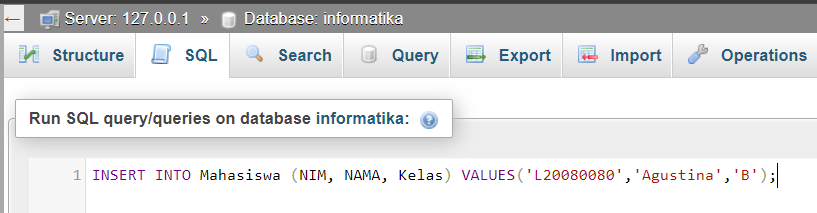 Server: 127.0.0.1 » Database: informatika
Structure SQL Search Query Export Import Operations
Run SQL query/queries on database informatika:
1 INSERT INTO Mahasiswa (NIM, NAMA, Kelas) VALUES('L20080080','Agustina','B');